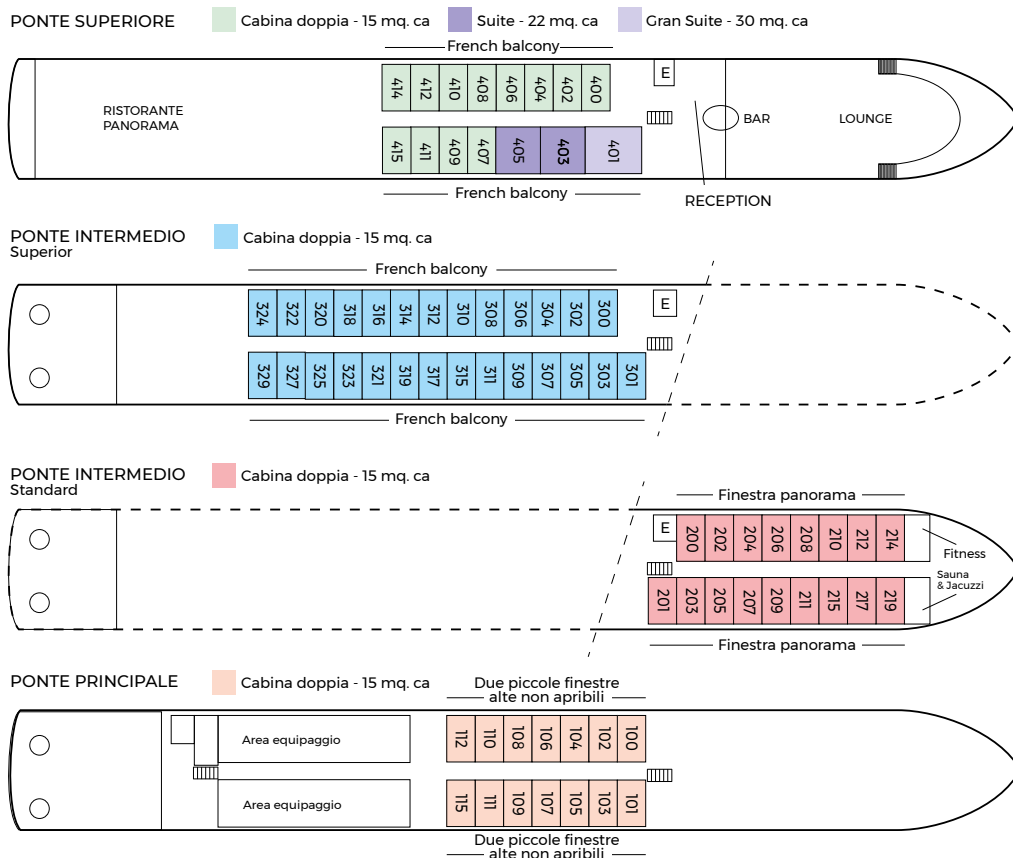 PONTE SUPERIORE
Cabina doppia - 15 mq. ca
Suite - 22 mq. ca
Gran Suite - 30 mq. ca
French balcony
414 412 410 408 406 404 402 400
E
RISTORANTE
PANORAMA
BAR
LOUNGE
415 411 409 407 405 403 401
French balcony
RECEPTION
PONTE INTERMEDIO
Superior
Cabina doppia - 15 mq. ca
French balcony
324 322 320 318 316 314 312 310 308 306 304 302 300
E
329 327 325 323 321 319 317 315 311 309 307 305 303 301
French balcony
PONTE INTERMEDIO
Standard
Cabina doppia - 15 mq. ca
Finestra panorama
E
200 202 204 206 208 210 212 214
Fitness
Sauna
& Jacuzzi
201 203 205 207 209 211 215 217 219
Finestra panorama
PONTE PRINCIPALE
Cabina doppia - 15 mq. ca
Due piccole finestre
alte non apribili
Area equipaggio
112 110 108 106 104 102 100
Area equipaggio
115 111 109 107 105 103 101
Due piccole finestre
alte non apribili